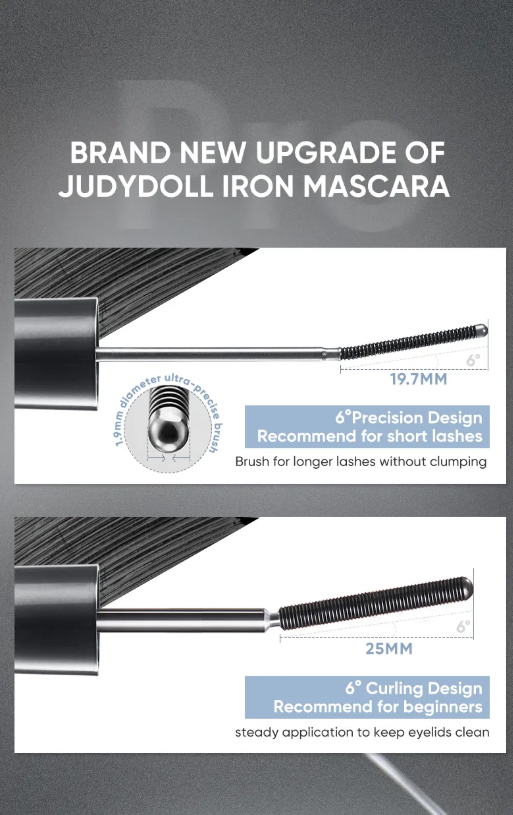 Pro
BRAND NEW UPGRADE OF
JUDYDOLL IRON MASCARA
6°
19.7MM
1.9mm diameter ultra-precise brush
6°Precision Design
Recommend for short lashes
Brush for longer lashes without clumping
6°
25MM
6° Curling Design
Recommend for beginners
steady application to keep eyelids clean